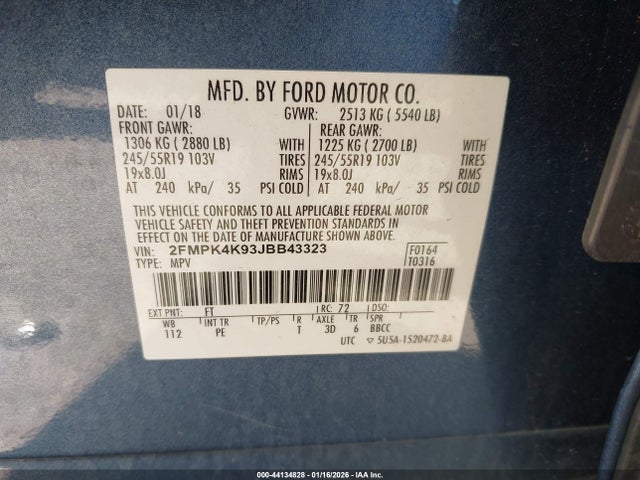 MFD. BY FORD MOTOR CO.
DATE: 01/18 GVWR: 2513 KG ( 5540 LB)
FRONT GAWR: REAR GAWR:
1306 KG ( 2880 LB) WITH 1225 KG ( 2700 LB) WITH
245/55R19 103V TIRES 245/55R19 103V TIRES
19x8.0J RIMS 19x8.0J RIMS
AT 240 kPa/ 35 PSI COLD AT 240 kPa/ 35 PSI COLD
THIS VEHICLE CONFORMS TO ALL APPLICABLE FEDERAL MOTOR
VEHICLE SAFETY AND THEFT PREVENTION STANDARDS IN
EFFECT ON THE DATE OF MANUFACTURE SHOWN ABOVE.
VIN: 2FMPK4K93JBB43323 F0164
TYPE: MPV T0316
EXT PNT: FT RC: 72 DSO:
WB INT TR TP/PS R AXLE TR SPR
112 PE T 3D 6 BBCC
UTC ▽ 5U5A-1520472-BA
000-44134828 - 01/16/2026 - IAA Inc.